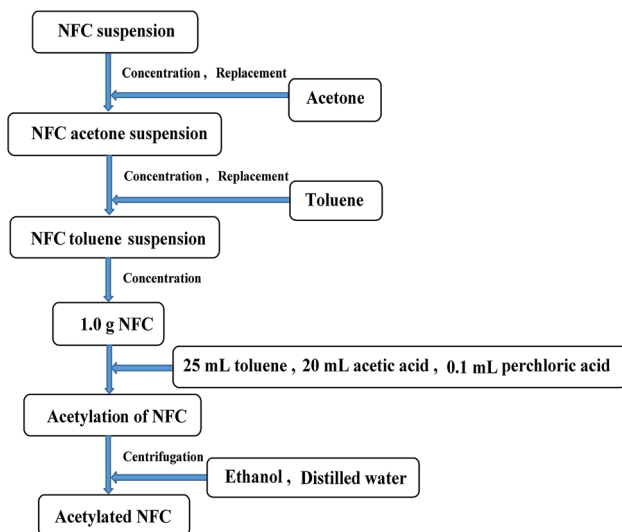 NFC suspension
Concentration , Replacement
Acetone
NFC acetone suspension
Concentration , Replacement
Toluene
NFC toluene suspension
Concentration
1.0 g NFC
25 mL toluene , 20 mL acetic acid , 0.1 mL perchloric acid
Acetylation of NFC
Centrifugation
Ethanol , Distilled water
Acetylated NFC